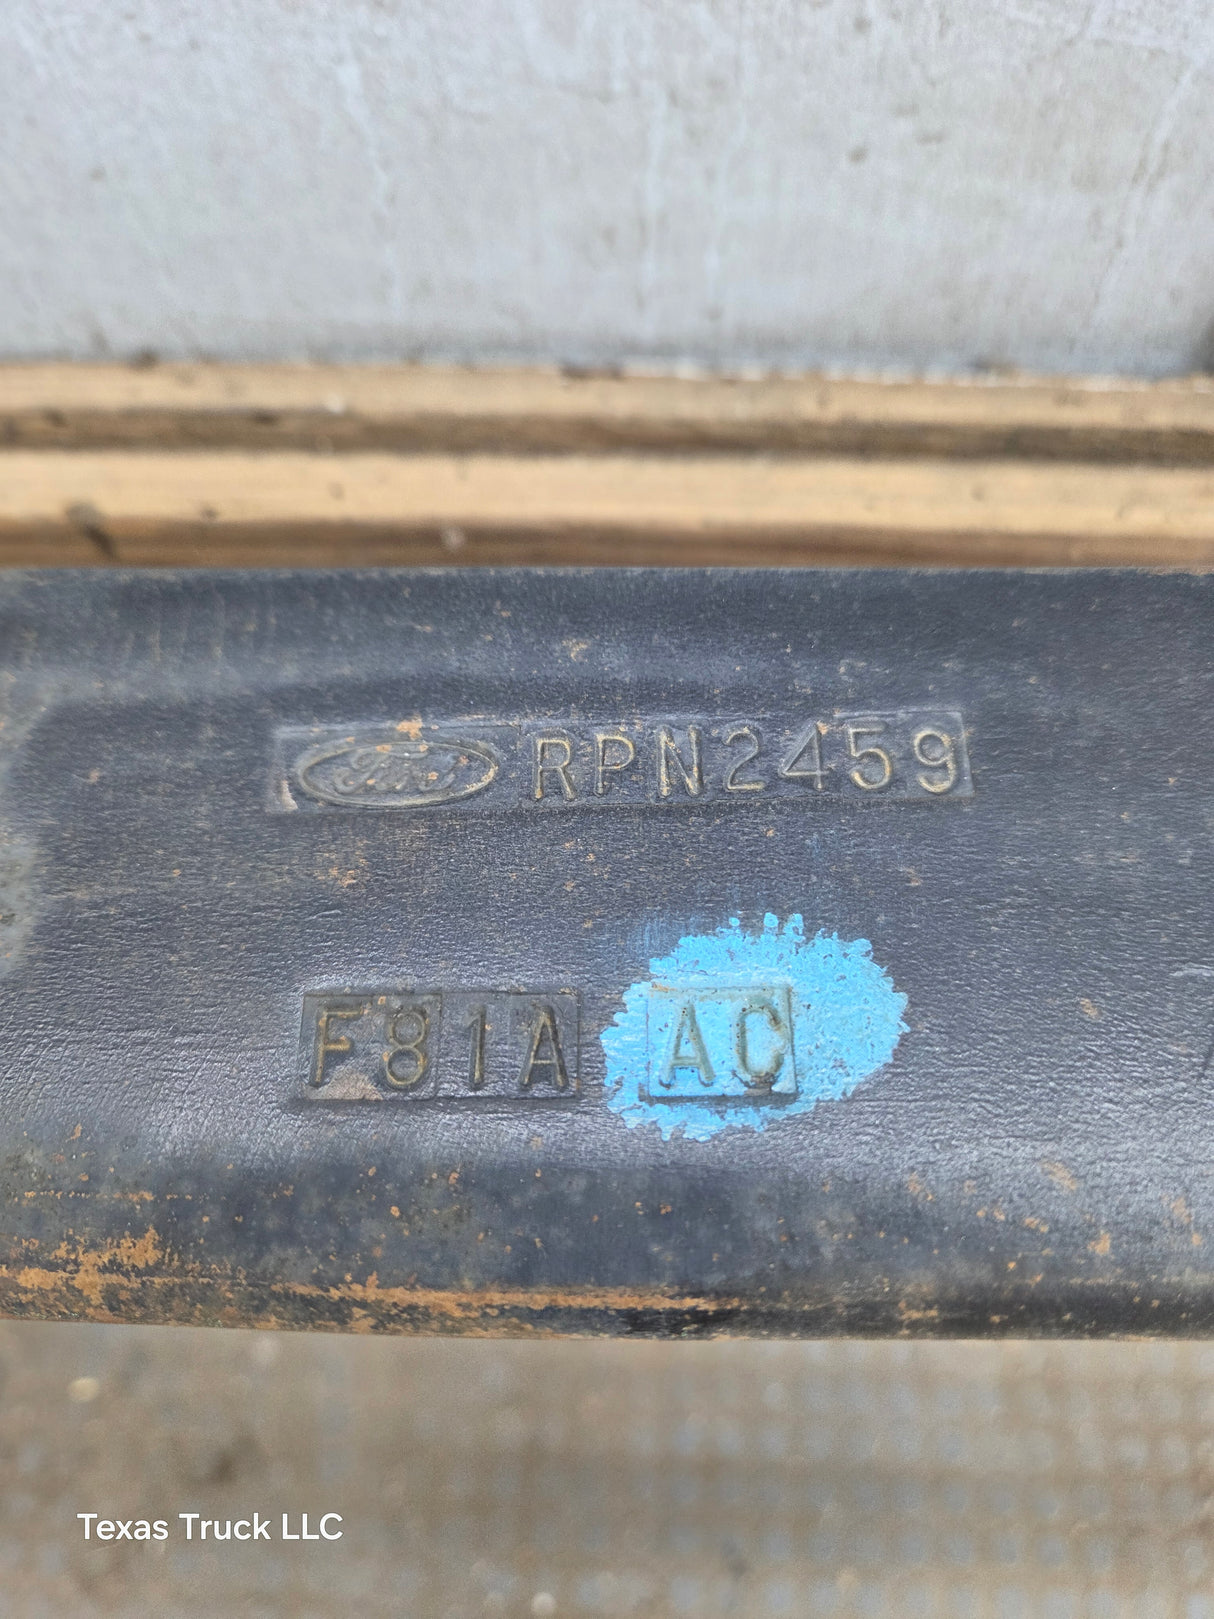 Ford RPN2459
F81A AC
Texas Truck LLC